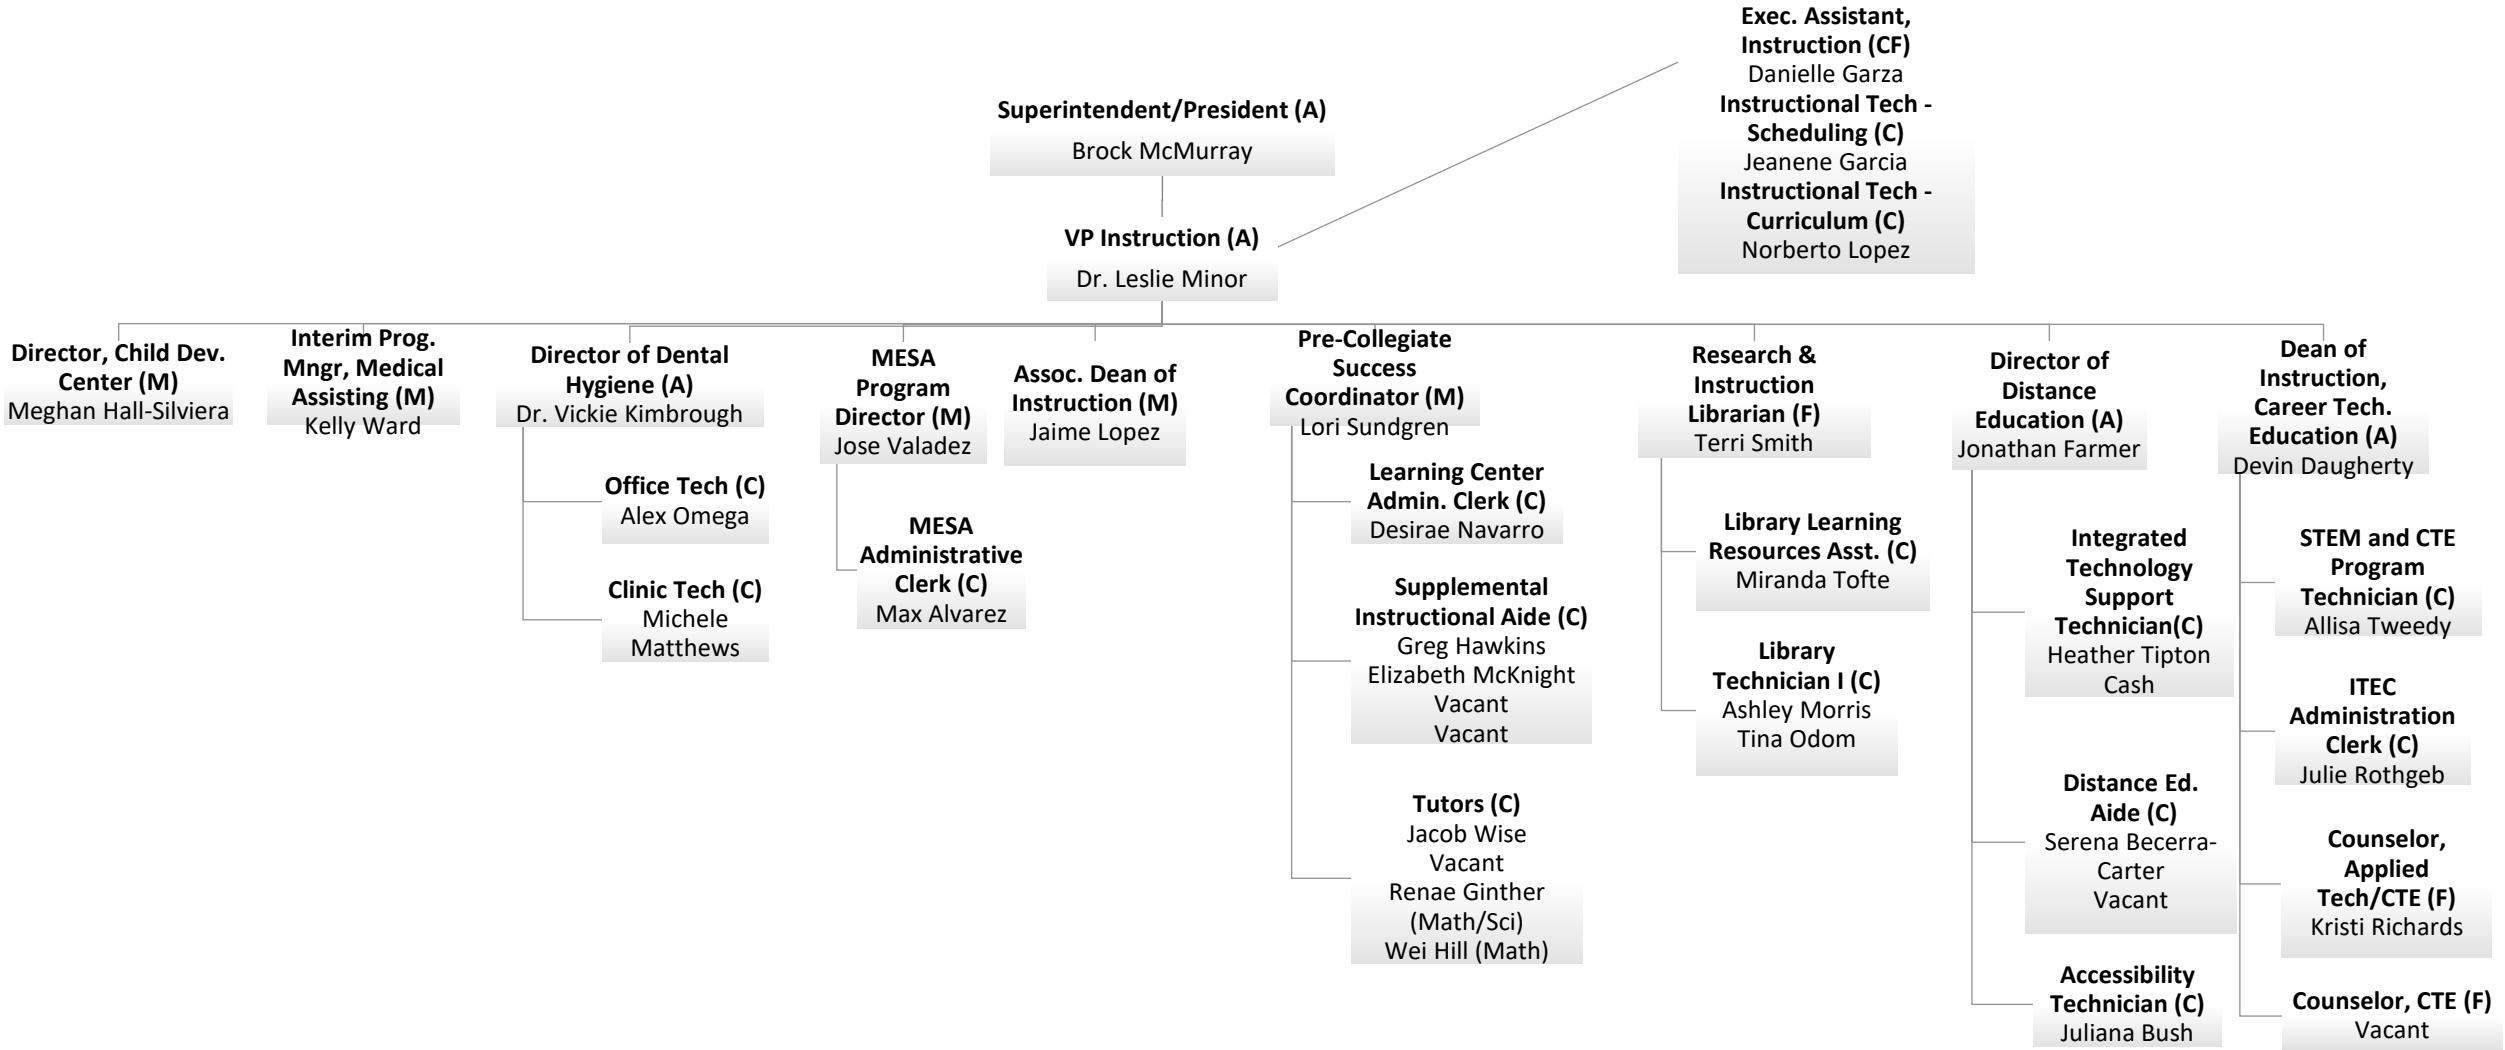 Exec. Assistant,
Instruction (CF)
Danielle Garza
Instructional Tech -
Scheduling (C)
Jeanene Garcia
Instructional Tech -
Curriculum (C)
Norberto Lopez
Superintendent/President (A)
Brock McMurray
VP Instruction (A)
Dr. Leslie Minor
Director, Child Dev.
Center (M)
Meghan Hall-Silviera
Interim Prog.
Mngr, Medical
Assisting (M)
Kelly Ward
Director of Dental
Hygiene (A)
Dr. Vickie Kimbrough
Office Tech (C)
Alex Omega
Clinic Tech (C)
Michele
Matthews
MESA
Program
Director (M)
Jose Valadez
MESA
Administrative
Clerk (C)
Max Alvarez
Assoc. Dean of
Instruction (M)
Jaime Lopez
Pre-Collegiate
Success
Coordinator (M)
Lori Sundgren
Learning Center
Admin. Clerk (C)
Desirae Navarro
Supplemental
Instructional Aide (C)
Greg Hawkins
Elizabeth McKnight
Vacant
Vacant
Tutors (C)
Jacob Wise
Vacant
Renae Ginther
(Math/Sci)
Wei Hill (Math)
Research &
Instruction
Librarian (F)
Terri Smith
Library Learning
Resources Asst. (C)
Miranda Tofte
Library
Technician I (C)
Ashley Morris
Tina Odom
Director of
Distance
Education (A)
Jonathan Farmer
Integrated
Technology
Support
Technician(C)
Heather Tipton
Cash
Distance Ed.
Aide (C)
Serena Becerra-
Carter
Vacant
Accessibility
Technician (C)
Juliana Bush
Dean of
Instruction,
Career Tech.
Education (A)
Devin Daugherty
STEM and CTE
Program
Technician (C)
Allisa Tweedy
ITEC
Administration
Clerk (C)
Julie Rothgeb
Counselor,
Applied
Tech/CTE (F)
Kristi Richards
Counselor, CTE (F)
Vacant